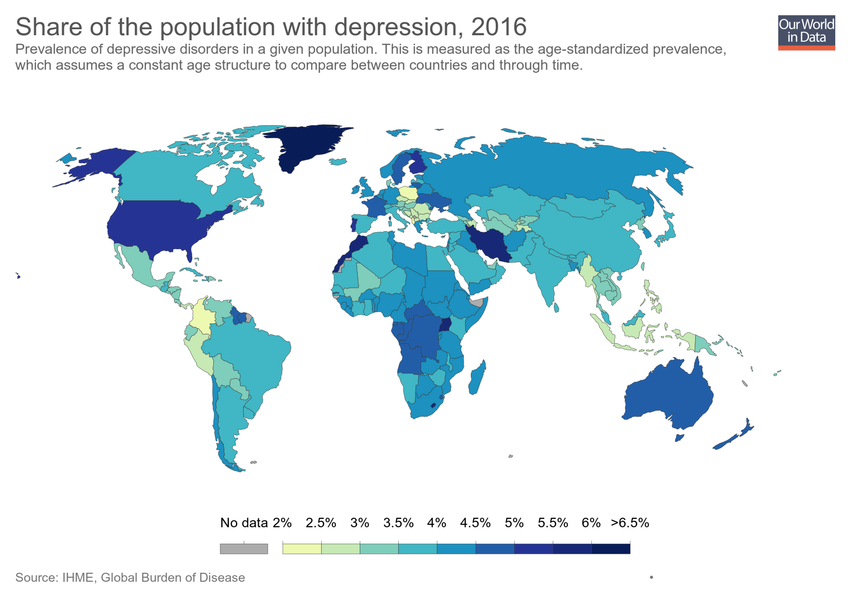 Share of the population with depression, 2016
Our World
in Data
Prevalence of depressive disorders in a given population. This is measured as the age-standardized prevalence,
which assumes a constant age structure to compare between countries and through time.
No data 2% 2.5% 3% 3.5% 4% 4.5% 5% 5.5% 6% >6.5%
Source: IHME, Global Burden of Disease